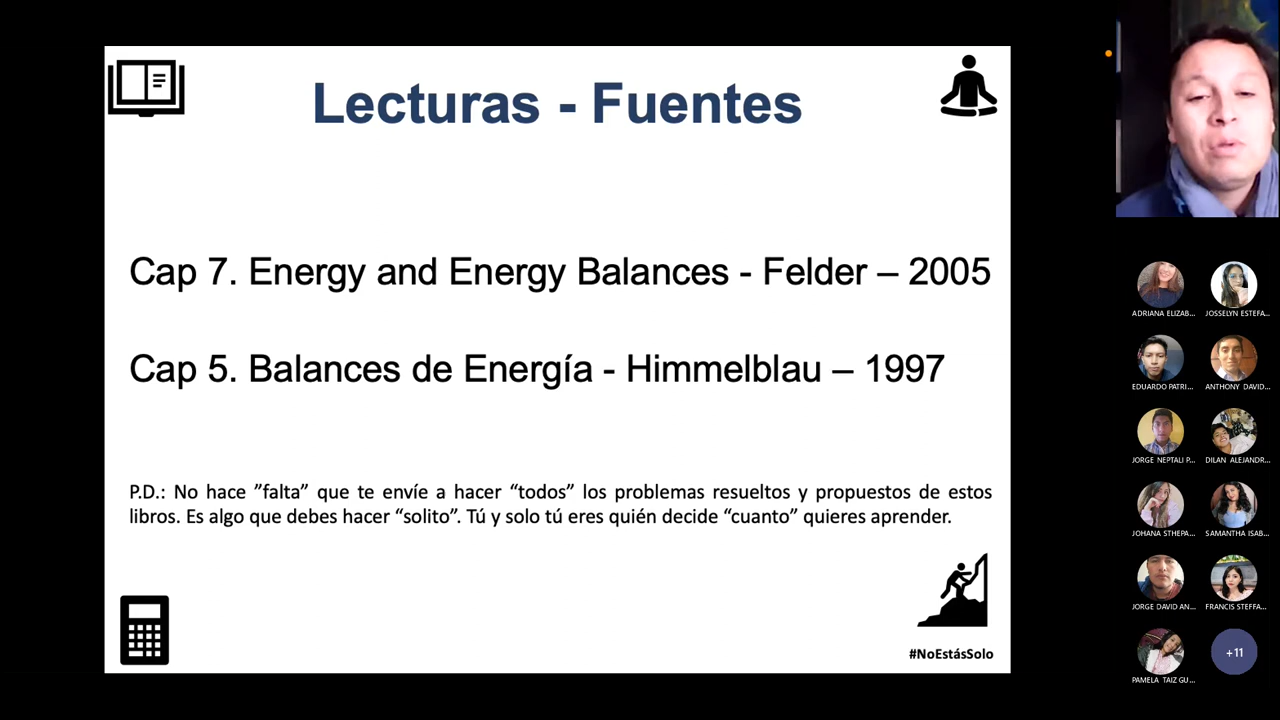 Lecturas - Fuentes
Cap 7. Energy and Energy Balances - Felder – 2005
Cap 5. Balances de Energía - Himmelblau – 1997
P.D.: No hace ”falta” que te envíe a hacer “todos” los problemas resueltos y propuestos de estos
libros. Es algo que debes hacer “solito”. Tú y solo tú eres quién decide “cuanto” quieres aprender.
#NoEstásSolo
ADRIANA ELIZAB...
JOSSELYN ESTEFA...
EDUARDO PATRI...
ANTHONY DAVID...
JORGE NEPTALI P...
DILAN ALEJANDR...
JOHANA STHEPA...
SAMANTHA ISAB...
JORGE DAVID AN...
FRANCIS STEFFA...
PAMELA TAIZ GU...
+11